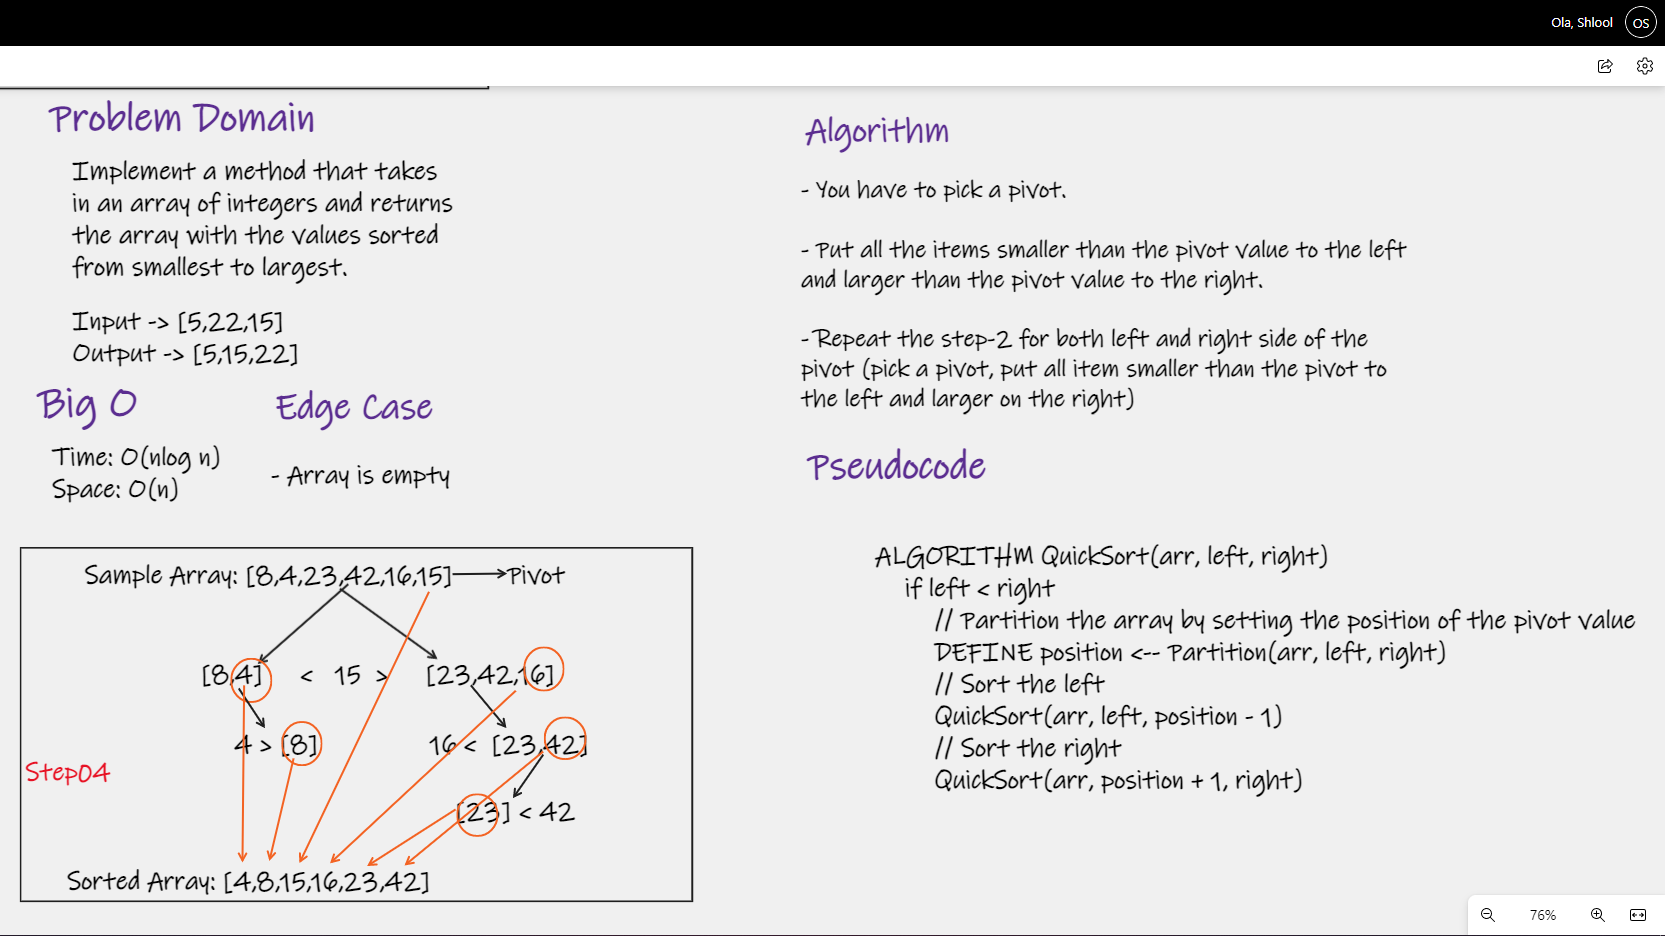 Ola, Shlool
OS
Problem Domain
Implement a method that takes
in an array of integers and returns
the array with the values sorted
from smallest to largest.
Input -> [5,22,15]
Output -> [5,15,22]
Big O
Time: O(nlog n)
Space: O(n)
Edge Case
- Array is empty
Sample Array: [8,4,23,42,16,15] Pivot
[8,4] < 15 > [23,42,16]
4 > [8] 16 < [23,42]
Step04
[23] < 42
Sorted Array: [4,8,15,16,23,42]
Algorithm
- You have to pick a pivot.
- Put all the items smaller than the pivot value to the left
and larger than the pivot value to the right.
- Repeat the step-2 for both left and right side of the
pivot (pick a pivot, put all item smaller than the pivot to
the left and larger on the right)
Pseudocode
ALGORITHM QuickSort(arr, left, right)
if left < right
// Partition the array by setting the position of the pivot value
DEFINE position <-- Partition(arr, left, right)
// Sort the left
QuickSort(arr, left, position - 1)
// Sort the right
QuickSort(arr, position + 1, right)
76%